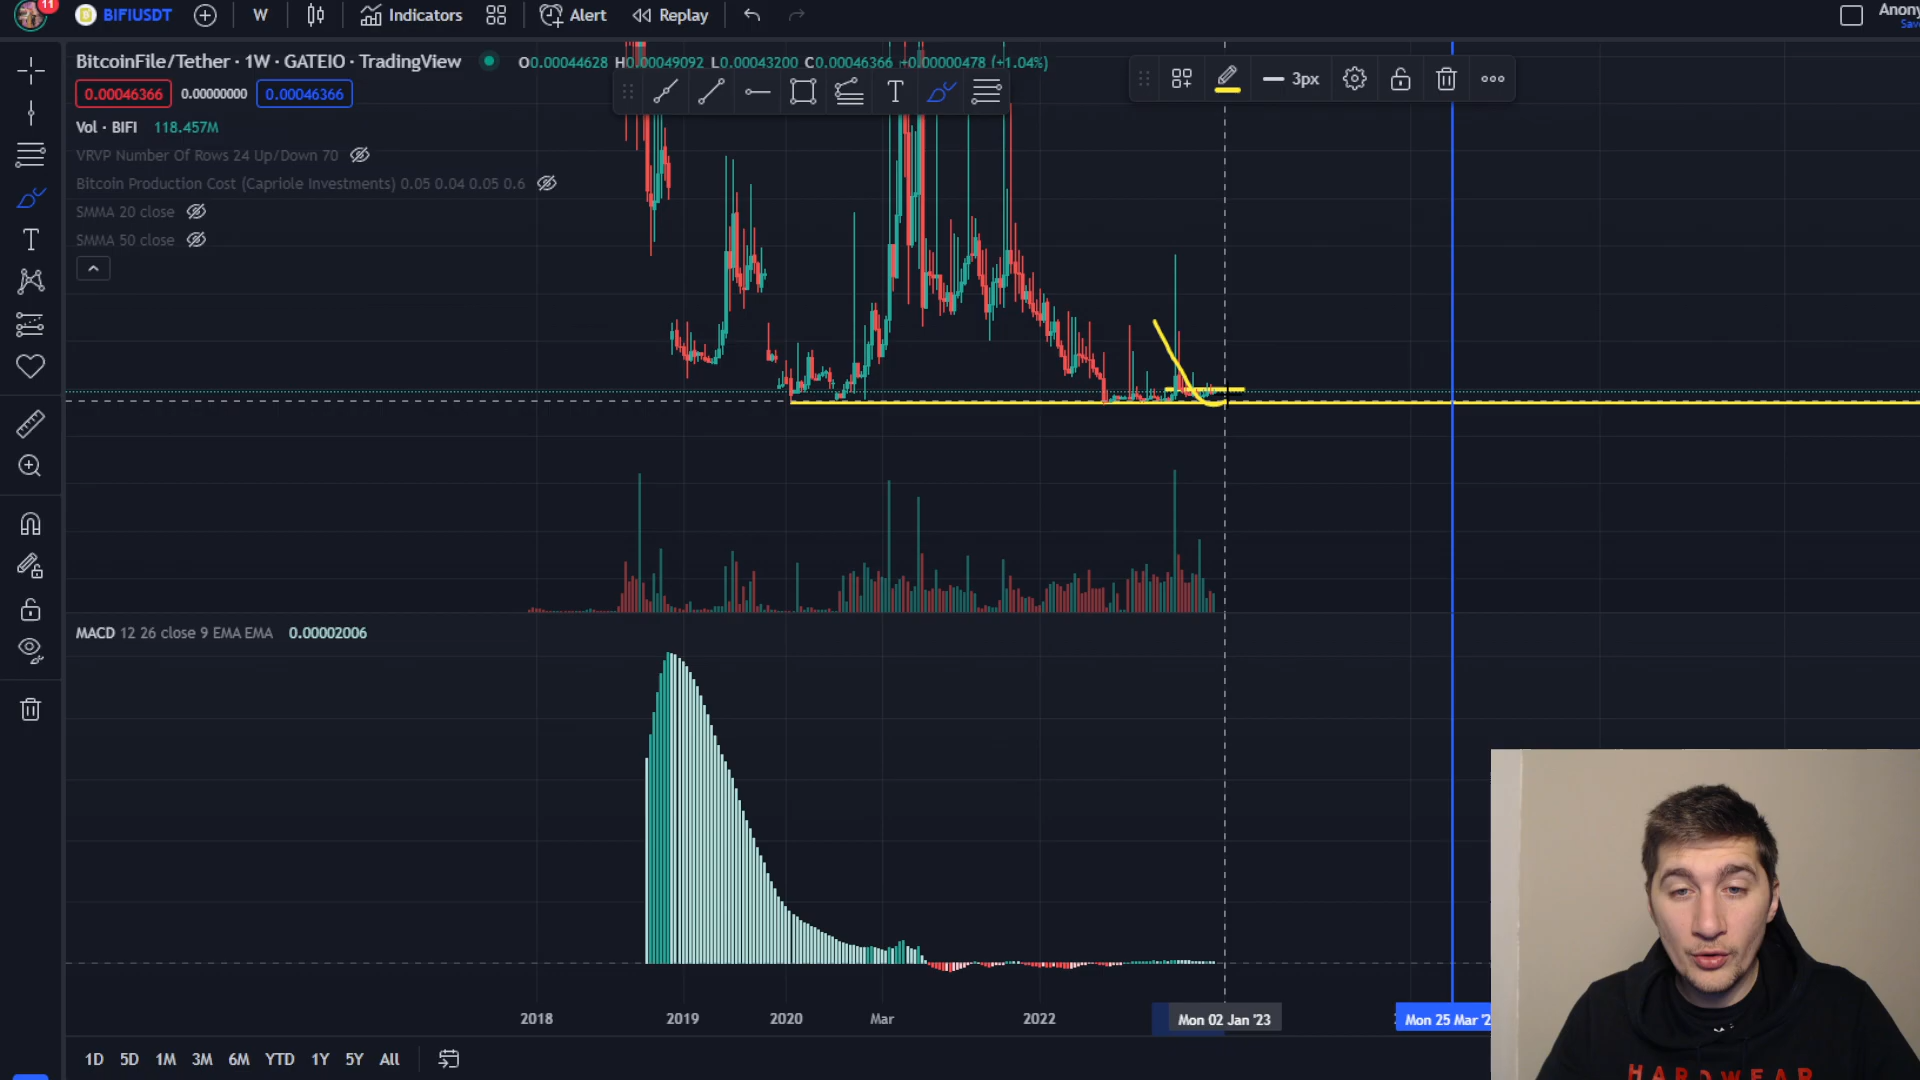 11
BIFIUSDT W Indicators Alert Replay Anony
Sav
BitcoinFile/Tether · 1W · GATEIO · TradingView O0.00044628 H0.00049092 L0.00043200 C0.00046366 +0.00000478 (+1.04%)
3px
0.00046366 0.00000000 0.00046366
Vol · BIFI 118.457M
VRVP Number Of Rows 24 Up/Down 70
Bitcoin Production Cost (Capriole Investments) 0.05 0.04 0.05 0.6
SMMA 20 close
SMMA 50 close
MACD 12 26 close 9 EMA EMA 0.00002006
2018 2019 2020 Mar 2022 Mon 02 Jan '23 Mon 25 Mar '2
1D 5D 1M 3M 6M YTD 1Y 5Y All
HARDWEAR